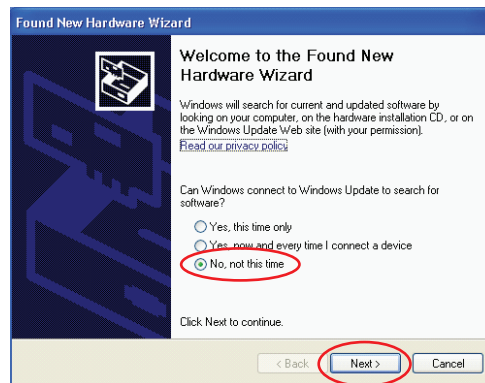 Found New Hardware Wizard
Welcome to the Found New
Hardware Wizard
Windows will search for current and updated software by
looking on your computer, on the hardware installation CD, or on
the Windows Update Web site (with your permission).
Read our privacy policy
Can Windows connect to Windows Update to search for
software?
Yes, this time only
Yes, now and every time I connect a device
No, not this time
Click Next to continue.
< Back
Next >
Cancel